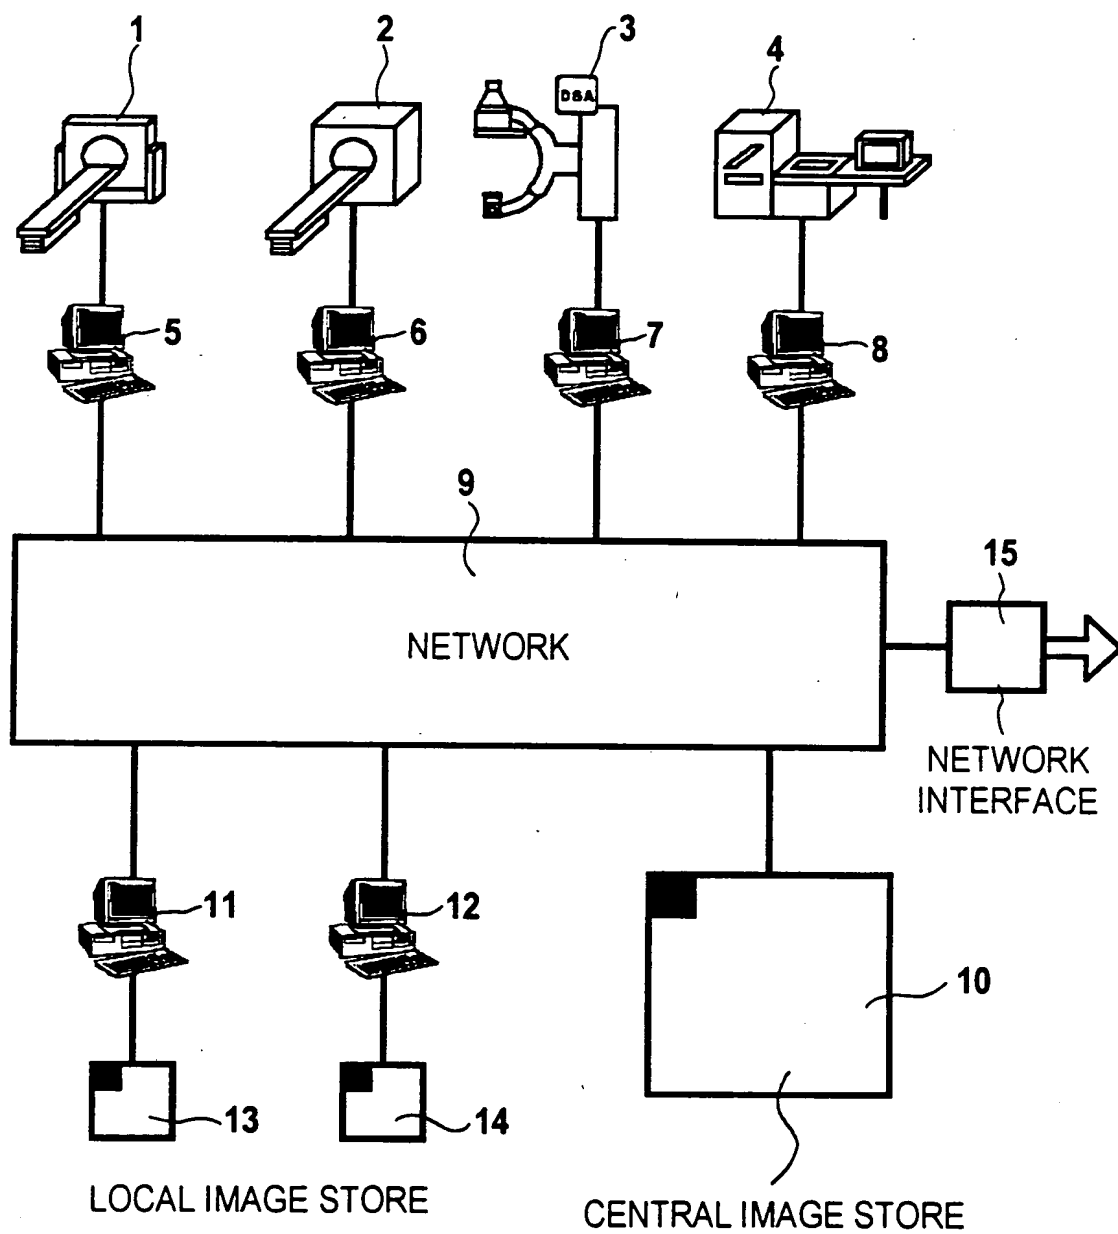 1
2
3
4
DSA
5
6
7
8
9
NETWORK
15
NETWORK
INTERFACE
11
12
10
13
14
LOCAL IMAGE STORE
CENTRAL IMAGE STORE